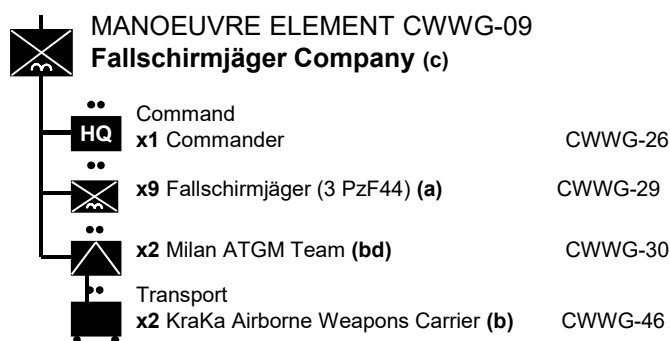 MANOEUVRE ELEMENT CWWG-09
Fallschirmjäger Company (c)
Command
HQ x1 Commander CWWG-26
x9 Fallschirmjäger (3 PzF44) (a) CWWG-29
x2 Milan ATGM Team (bd) CWWG-30
Transport
x2 KraKa Airborne Weapons Carrier (b) CWWG-46